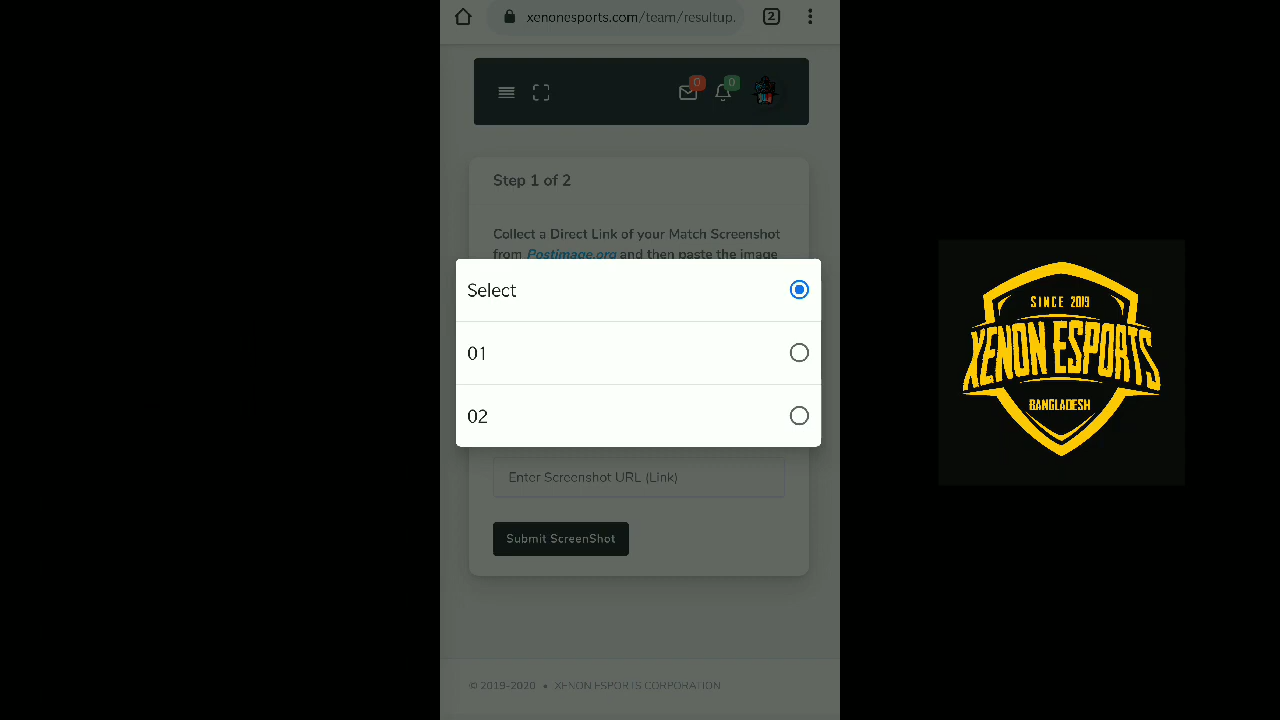 xenonesports.com/team/resultup.
2
0
0
Step 1 of 2
Collect a Direct Link of your Match Screenshot
from Postimage.org and then paste the image
Select
01
02
Enter Screenshot URL (Link)
Submit ScreenShot
© 2019-2020 • XENON ESPORTS CORPORATION
SINCE 2019
XENON ESPORTS
BANGLADESH